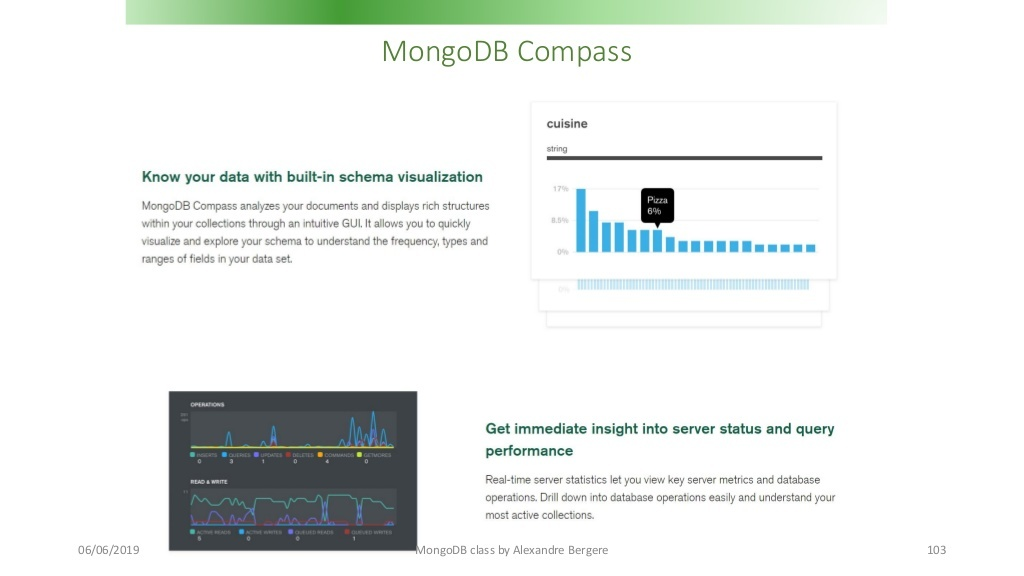 MongoDB Compass
Know your data with built-in schema visualization
MongoDB Compass analyzes your documents and displays rich structures
within your collections through an intuitive GUI. It allows you to quickly
visualize and explore your schema to understand the frequency, types and
ranges of fields in your data set.
cuisine
string
17%
8.5%
0%
Pizza
6%
0%
OPERATIONS
INSERTS QUERIES UPDATES DELETES COMMANDS GETMORES
0 3 1 0 4 0
READ & WRITE
ACTIVE READS ACTIVE WRITES QUEUED READS QUEUED WRITES
5 0 0 1
Get immediate insight into server status and query
performance
Real-time server statistics let you view key server metrics and database
operations. Drill down into database operations easily and understand your
most active collections.
06/06/2019
MongoDB class by Alexandre Bergere
103